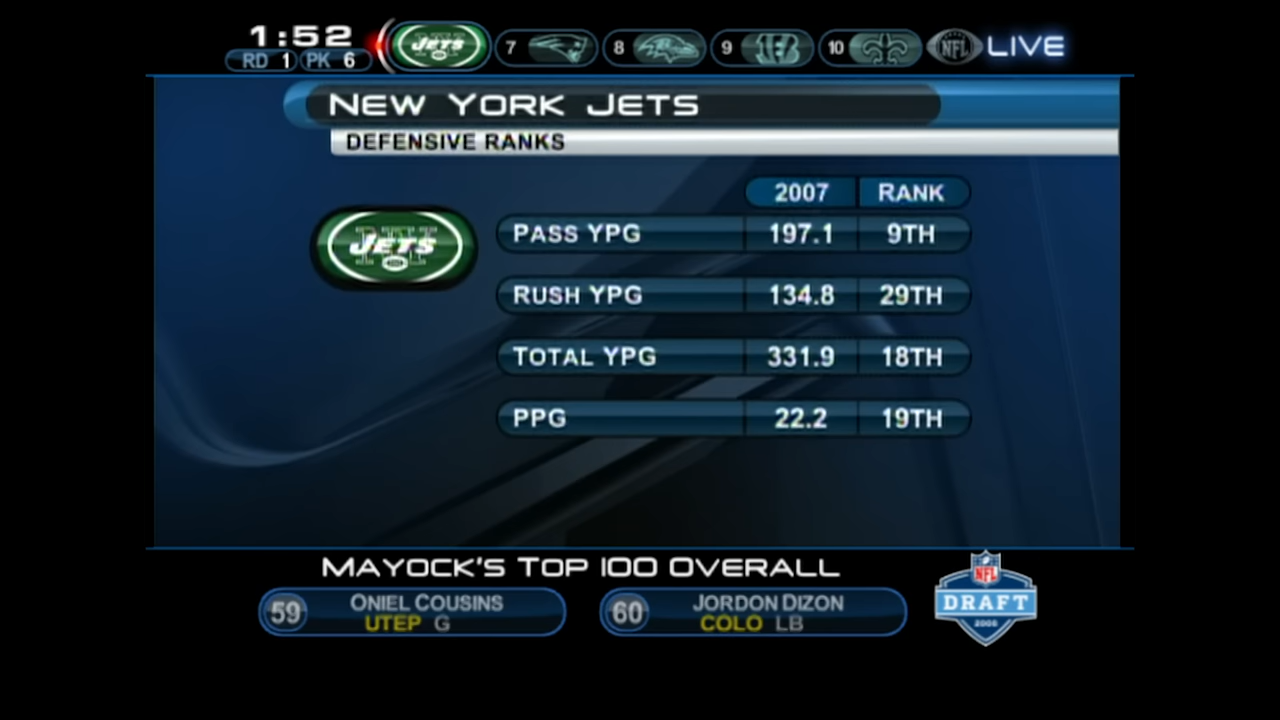 1:52
RD 1 PK 6
JETS
7
8
9
10
NFL
LIVE
NEW YORK JETS
DEFENSIVE RANKS
2007 RANK
JETS
PASS YPG 197.1 9TH
RUSH YPG 134.8 29TH
TOTAL YPG 331.9 18TH
PPG 22.2 19TH
MAYOCK'S TOP 100 OVERALL
59 ONIEL COUSINS
UTEP G
60 JORDON DIZON
COLO LB
NFL
DRAFT
2008